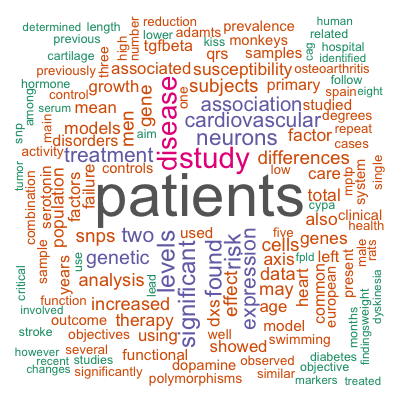 determined length reduction human
previous lower adamts prevalence related
cartilage three high number tgfbeta kiss monkeys cag hospital
hormone previously associated qrs samples osteoarthritis identified
serum control growth susceptibility primary spain follow eight
snp among main mean men gene disease subjects one association studied
activity models cardiovascular degrees
disorders aim neurons factor repeat
treatment study differences cases
tumor combination population factors failure controls low care mptp system single
patients
sample serotonin snps two used found risk five total cypa
years genetic levels significant cells also clinical
use analysis lead effect expression axis genes male health
critical function increased dxs data fpld left rats
involved outcome therapy using may heart common european present
stroke objectives well age months findings weight dyskinesia
however several functional showed model swimming
recent studies dopamine observed diabetes objective
changes significantly polymorphisms similar markers treated